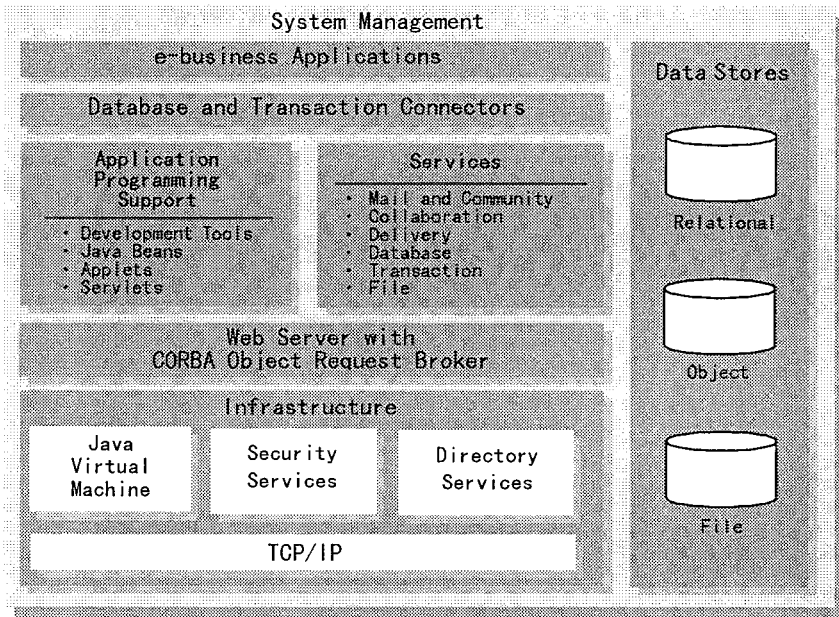 System Management
e-business Applications
Database and Transaction Connectors
Application
Programming
Support
· Development Tools
· Java Beans
· Applets
· Servlets
Services
· Mail and Community
· Collaboration
· Delivery
· Database
· Transaction
· File
Web Server with
CORBA Object Request Broker
Infrastructure
Java
Virtual
Machine
Security
Services
Directory
Services
TCP/IP
Data Stores
Relational
Object
File